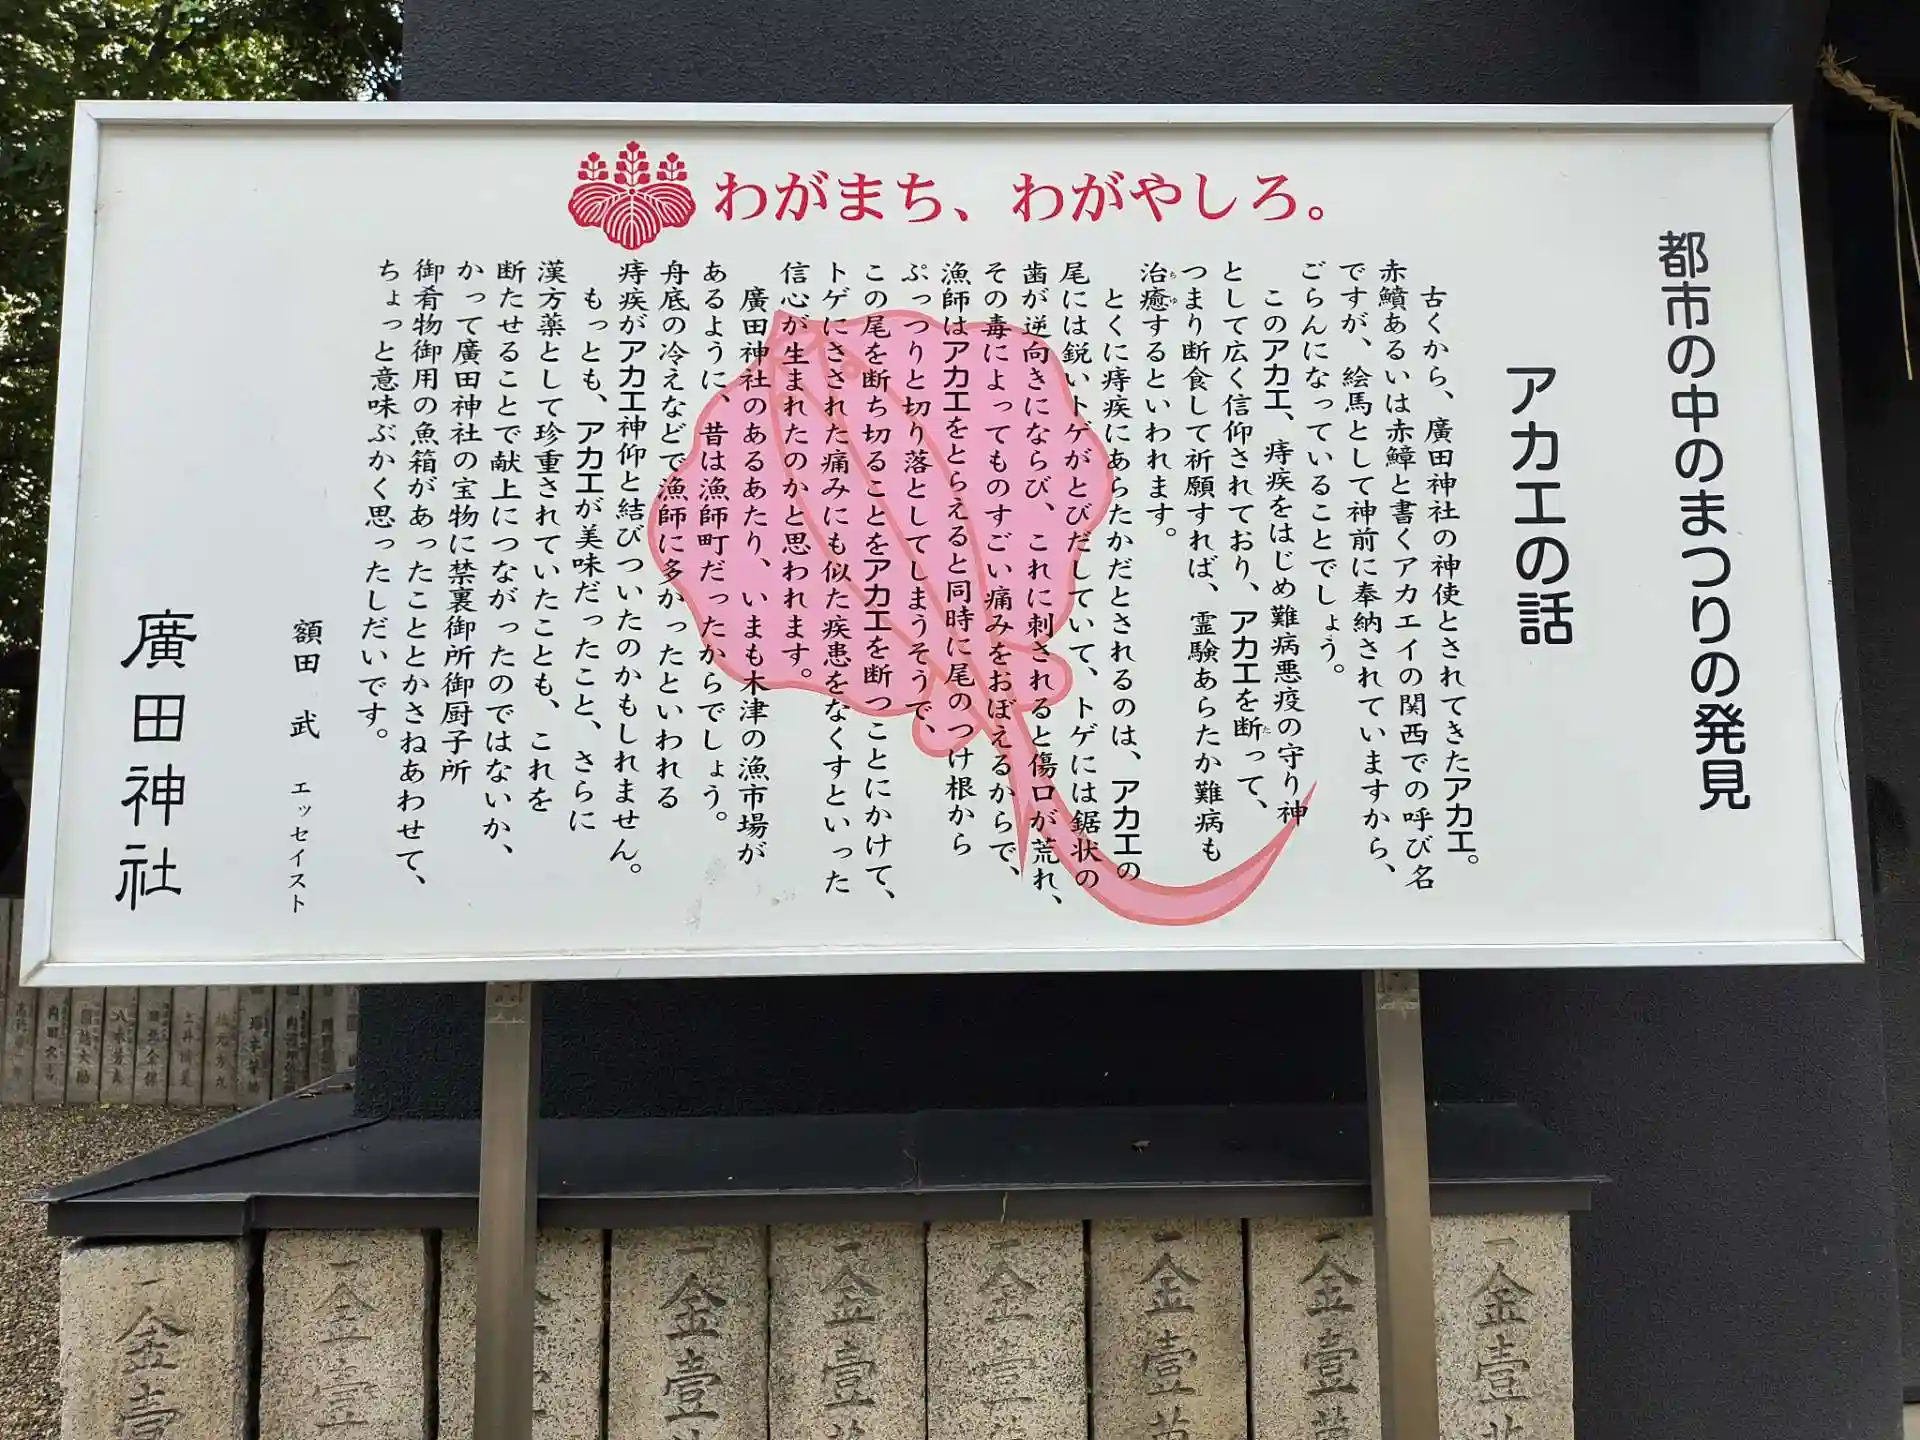 わがまち、わがやしろ。
都市の中のまつりの発見
アカエの話
古くから、廣田神社の神使とされてきたアカエ。
赤鱝あるいは赤鱆と書くアカエイの関西での呼び名
ですが、絵馬として神前に奉納されていますから、
ごらんになっていることでしょう。
このアカエ、痔疾をはじめ難病悪疫の守り神
として広く信仰されており、アカエを断って、
つまり断食して祈願すれば、霊験あらたか難病も
治癒するといわれます。
とくに痔疾にあらたかだとされるのは、アカエの
尾には鋭いトゲがとびだしていて、トゲには鋸状の
歯が逆向きにならび、これに刺されると傷口が荒れ、
その毒によってものすごい痛みをおぼえるからで、
漁師はアカエをとらえると同時に尾のつけ根から
ぷっつりと切り落としてしまうそうで、
この尾を断ち切ることをアカエを断つことにかけて、
トゲにさされた痛みにも似た疾患をなくすといった
信心が生まれたのかと思われます。
廣田神社のあるあたり、いまも木津の漁市場が
あるように、昔は漁師町だったからでしょう。
舟底の冷えなどで漁師に多かったといわれる
痔疾がアカエ神仰と結びついたのかもしれません。
もっとも、アカエが美味だったこと、さらに
漢方薬として珍重されていたことも、これを
断たせることで献上につながったのではないか、
かって廣田神社の宝物に禁裏御所御厨子所
御肴物御用の魚箱があったこととかさねあわせて、
ちょっと意味ぶかく思ったしだいです。
額田 武 エッセイスト
廣田神社
一金壹
一金壹
一金壹
一金壹萬
一金壹
一金壹萬
一金壹萬
一金壹萬